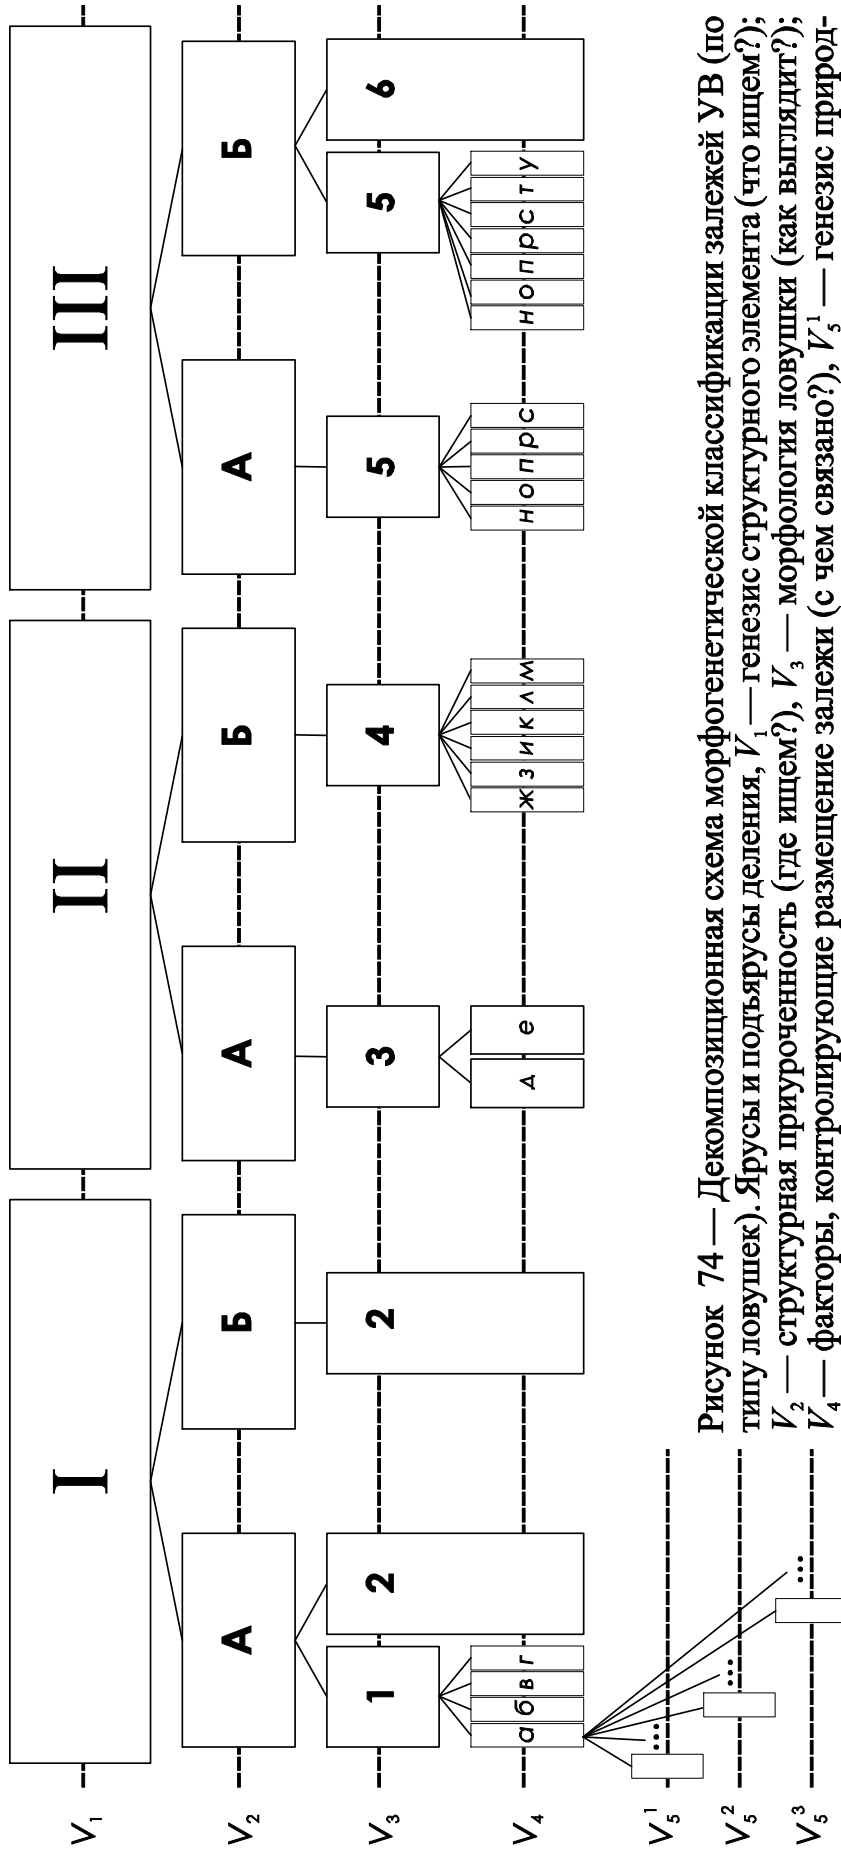 V₁ I II III
V₂ А Б А Б А Б
V₃ 1 2 2 3 4 5 5 6
V₄ а б в г д е ж з и к л м н о п р с н о п р с т у
V₅¹ ...
V₅² ...
V₅³ ...
Рисунок 74 — Декомпозиционная схема морфогенетической классификации залежей УВ (по
типу ловушек). Ярусы и подъярусы деления, V₁ — генезис структурного элемента (что ищем?);
V₂ — структурная приуроченность (где ищем?), V₃ — морфология ловушки (как выглядит?);
V₄ — факторы, контролирующие размещение залежи (с чем связано?), V₅¹ — генезис природ-